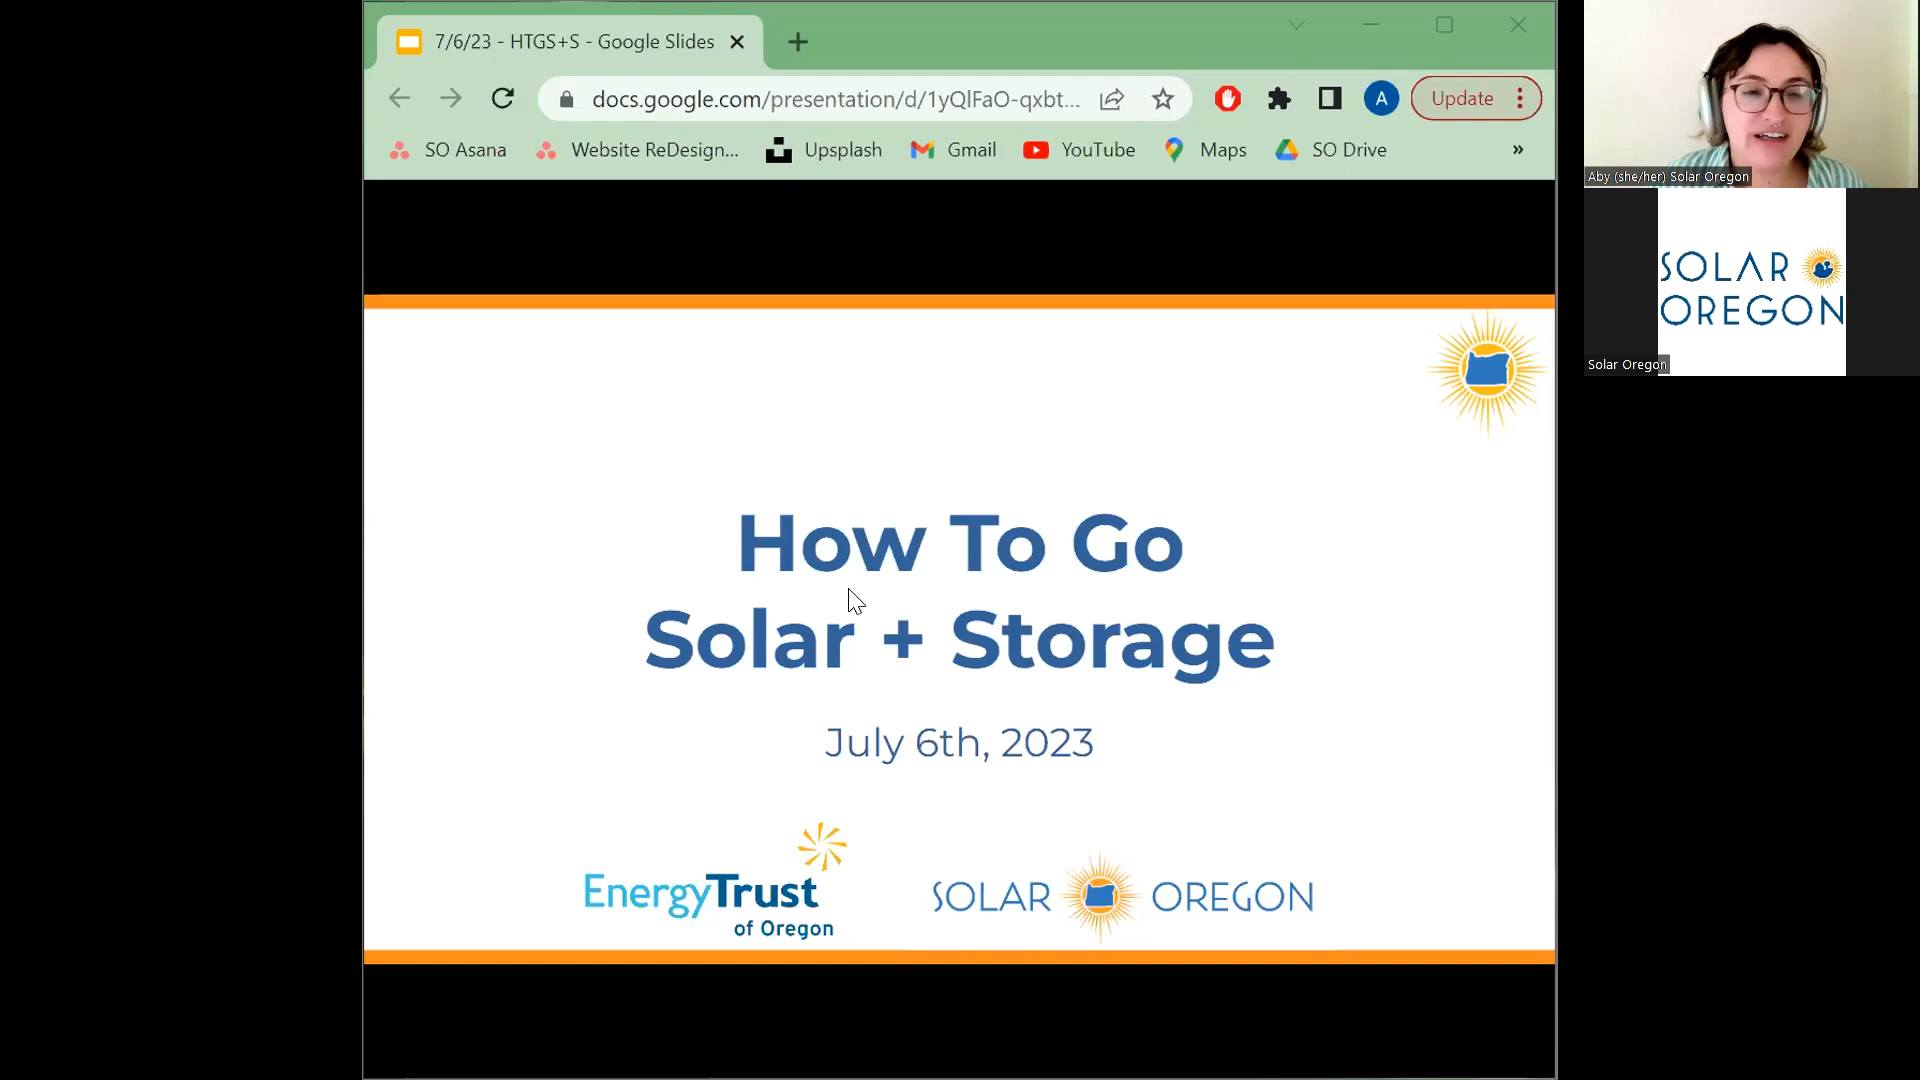 7/6/23 - HTGS+S - Google Slides
docs.google.com/presentation/d/1yQlFaO-qxbt...
A
Update
SO Asana
Website ReDesign...
Upsplash
Gmail
YouTube
Maps
SO Drive
»
How To Go
Solar + Storage
July 6th, 2023
EnergyTrust
of Oregon
SOLAR OREGON
Aby (she/her) Solar Oregon
SOLAR
OREGON
Solar Oregon